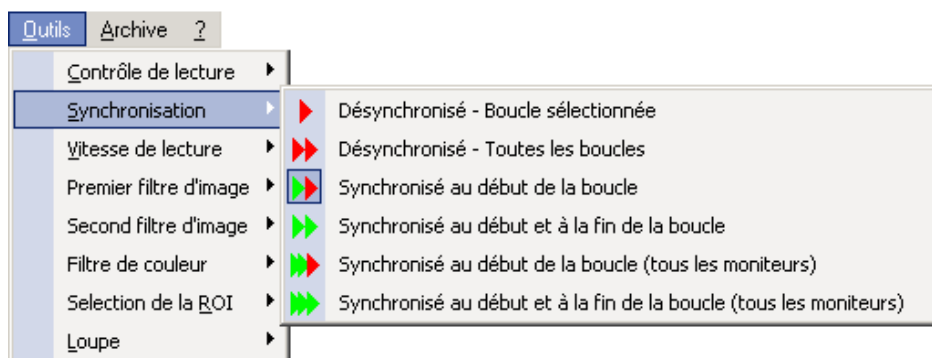 Outils Archive ?
Contrôle de lecture
Synchronisation
Vitesse de lecture
Premier filtre d'image
Second filtre d'image
Filtre de couleur
Selection de la ROI
Loupe
Désynchronisé - Boucle sélectionnée
Désynchronisé - Toutes les boucles
Synchronisé au début de la boucle
Synchronisé au début et à la fin de la boucle
Synchronisé au début de la boucle (tous les moniteurs)
Synchronisé au début et à la fin de la boucle (tous les moniteurs)